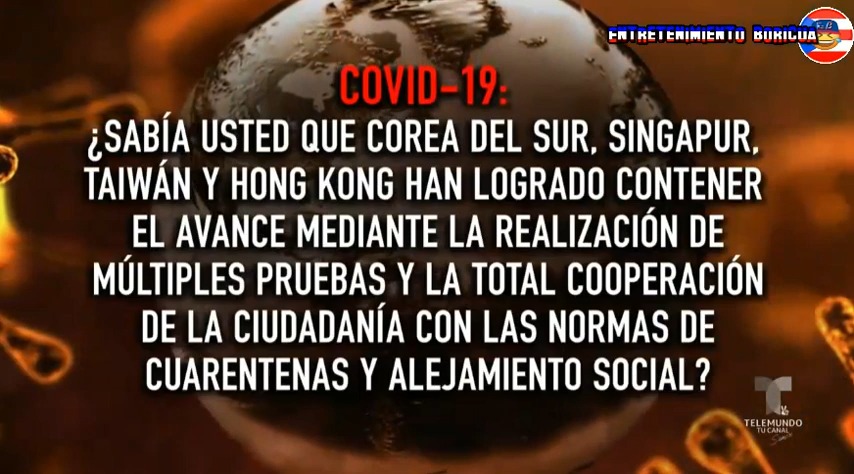 ENTRETENIMIENTO BORICUA
COVID-19:
¿SABÍA USTED QUE COREA DEL SUR, SINGAPUR,
TAIWÁN Y HONG KONG HAN LOGRADO CONTENER
EL AVANCE MEDIANTE LA REALIZACIÓN DE
MÚLTIPLES PRUEBAS Y LA TOTAL COOPERACIÓN
DE LA CIUDADANÍA CON LAS NORMAS DE
CUARENTENAS Y ALEJAMIENTO SOCIAL?
TELEMUNDO
TU CANAL